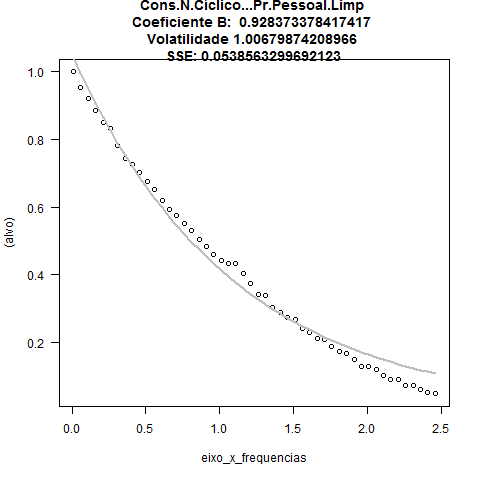 Cons.N.Ciclico...Pr.Pessoal.Limp
Coeficiente B: 0.928373378417417
Volatilidade 1.00679874208966
SSE: 0.0538563299692123
(alvo)
1.0
0.8
0.6
0.4
0.2
0.0 0.5 1.0 1.5 2.0 2.5
eixo_x_frequencias